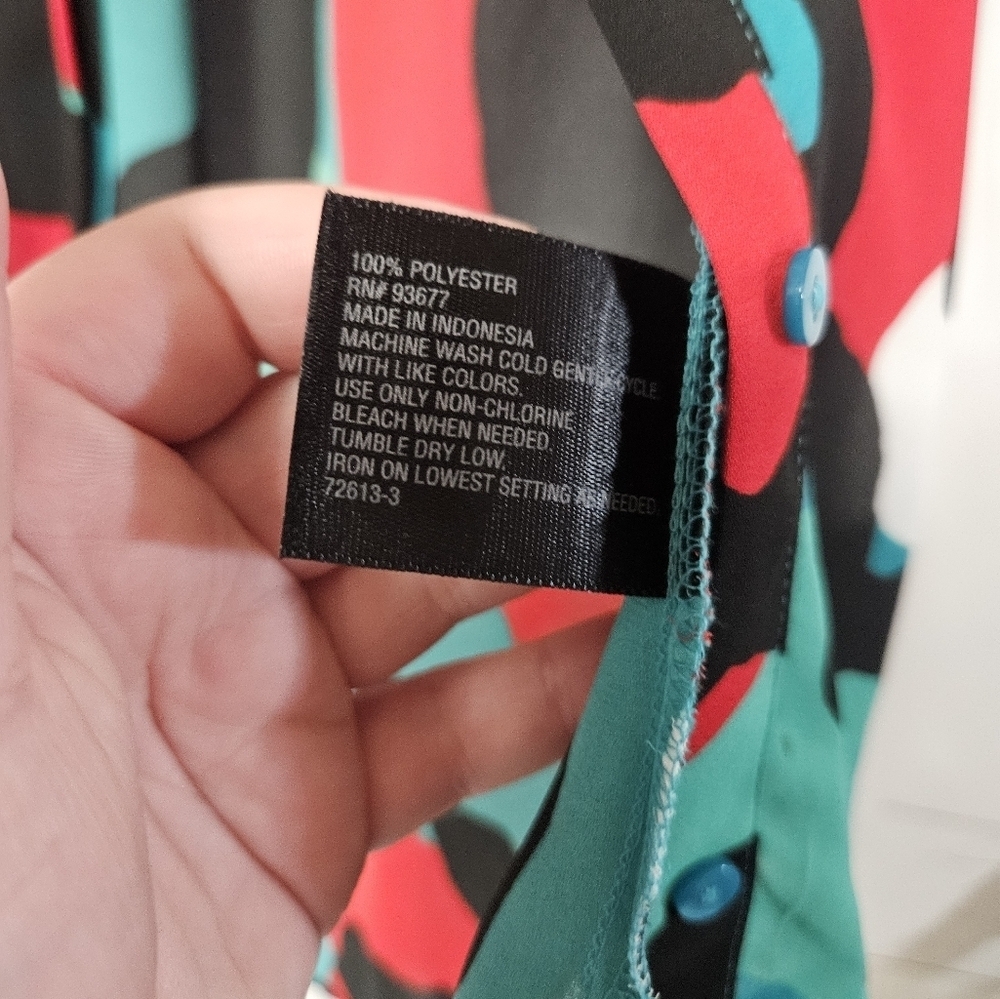 100% POLYESTER
RN# 93677
MADE IN INDONESIA
MACHINE WASH COLD GENTLE CYCLE.
WITH LIKE COLORS.
USE ONLY NON-CHLORINE
BLEACH WHEN NEEDED.
TUMBLE DRY LOW.
IRON ON LOWEST SETTING AS NEEDED.
72613-3